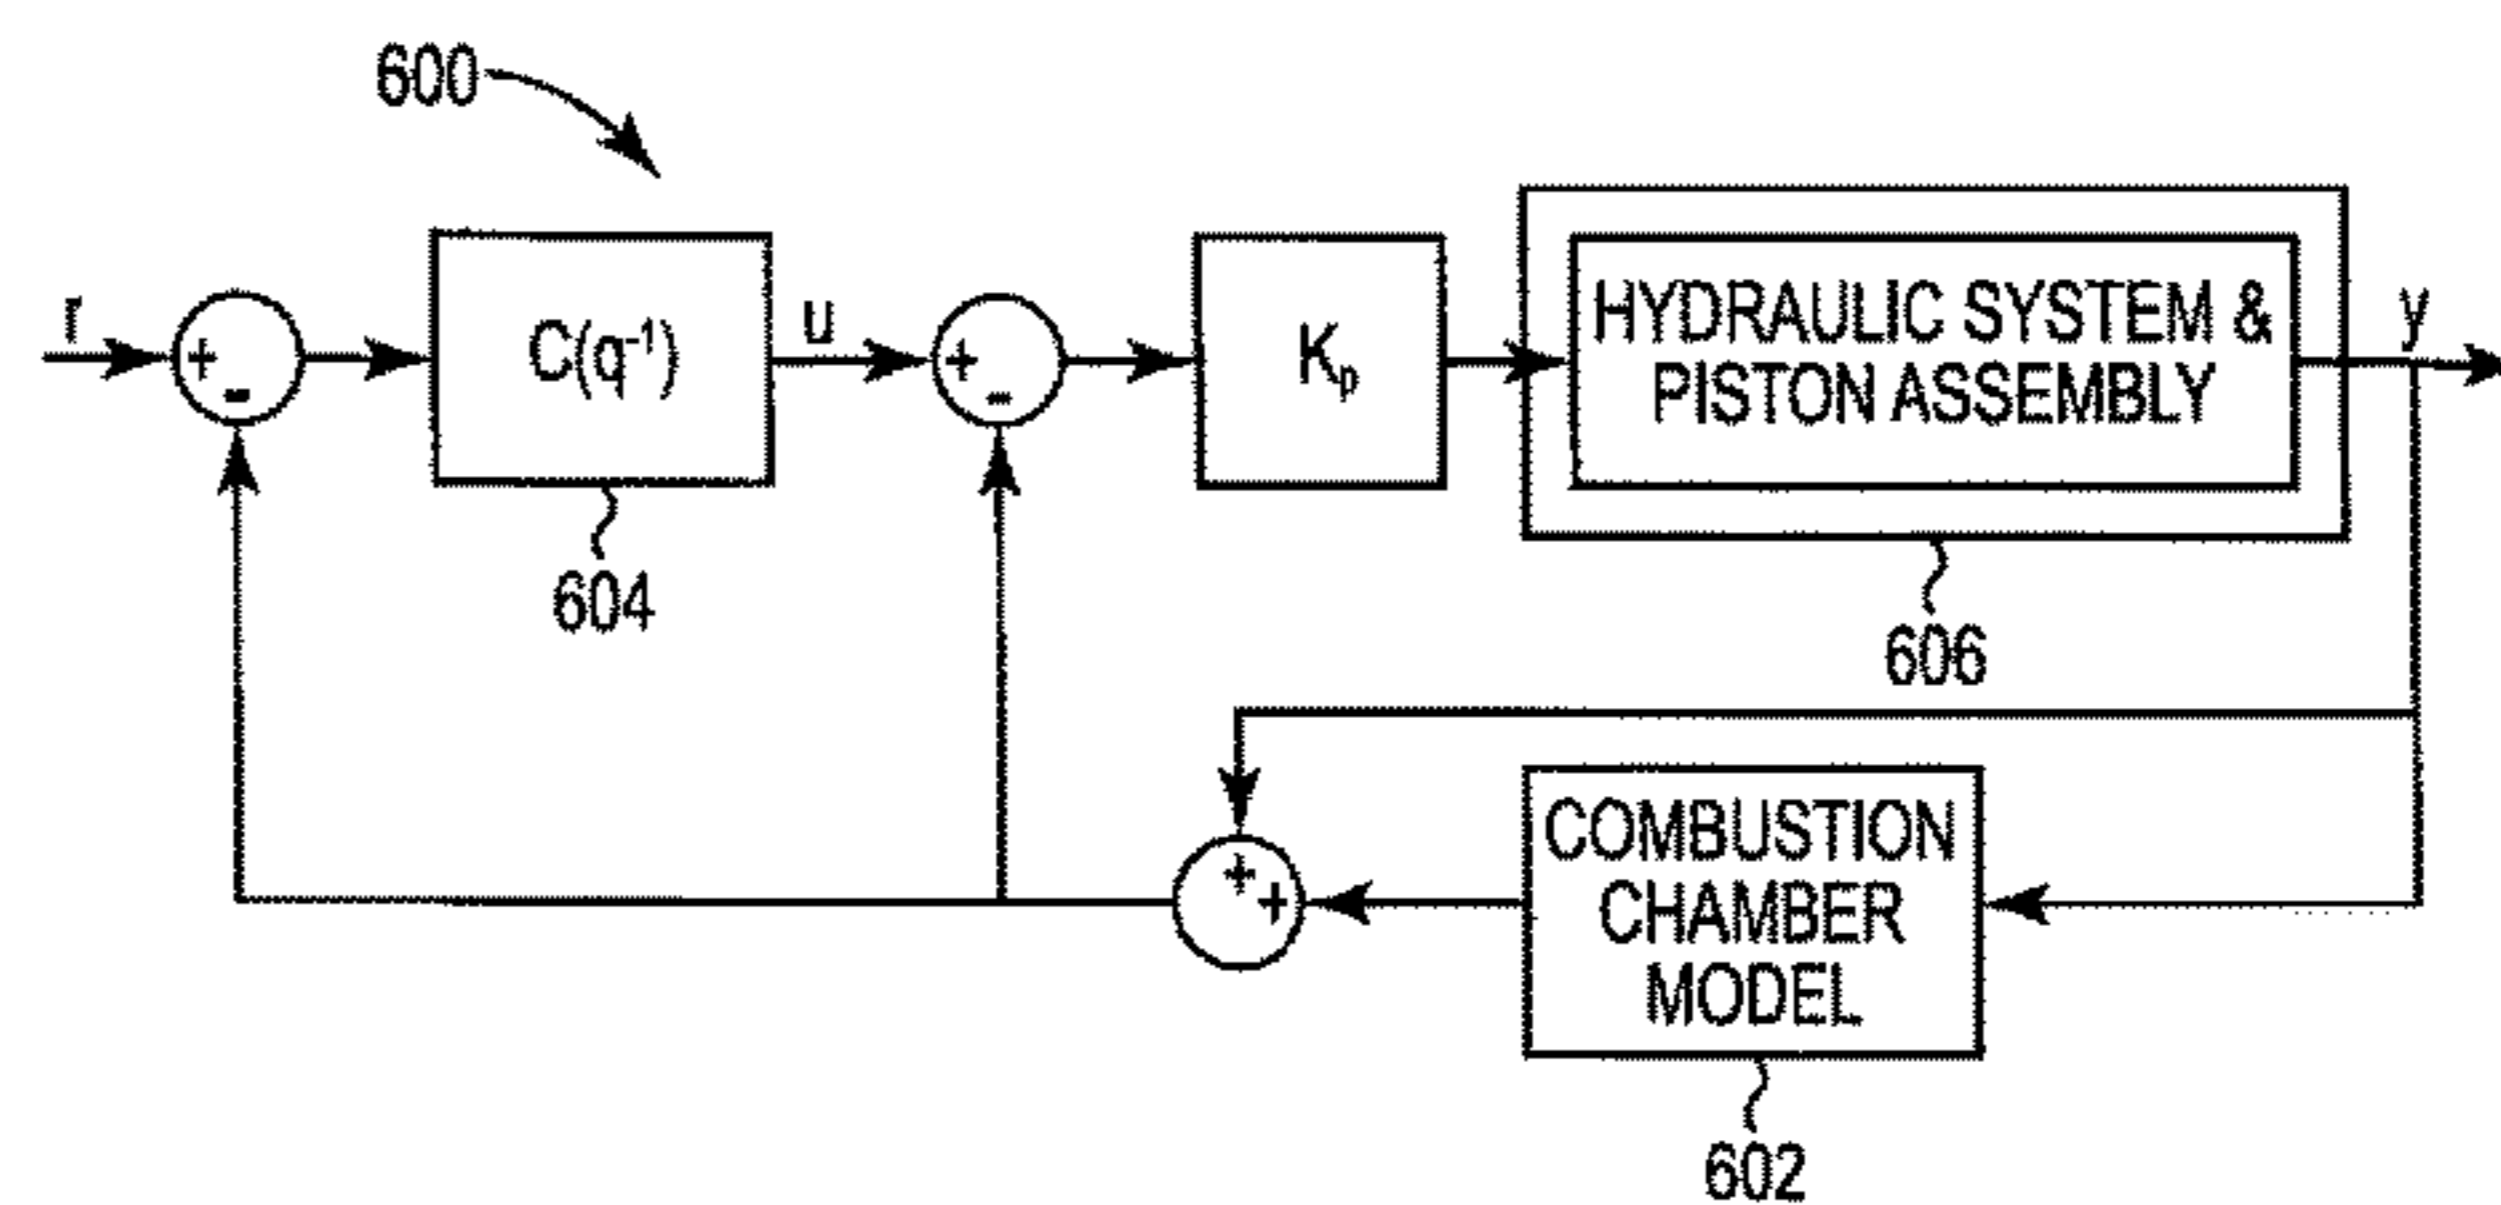 600
r
+
-
C(q⁻¹)
u
+
-
Kₚ
HYDRAULIC SYSTEM &
PISTON ASSEMBLY
y
604
606
+
+
COMBUSTION
CHAMBER
MODEL
602